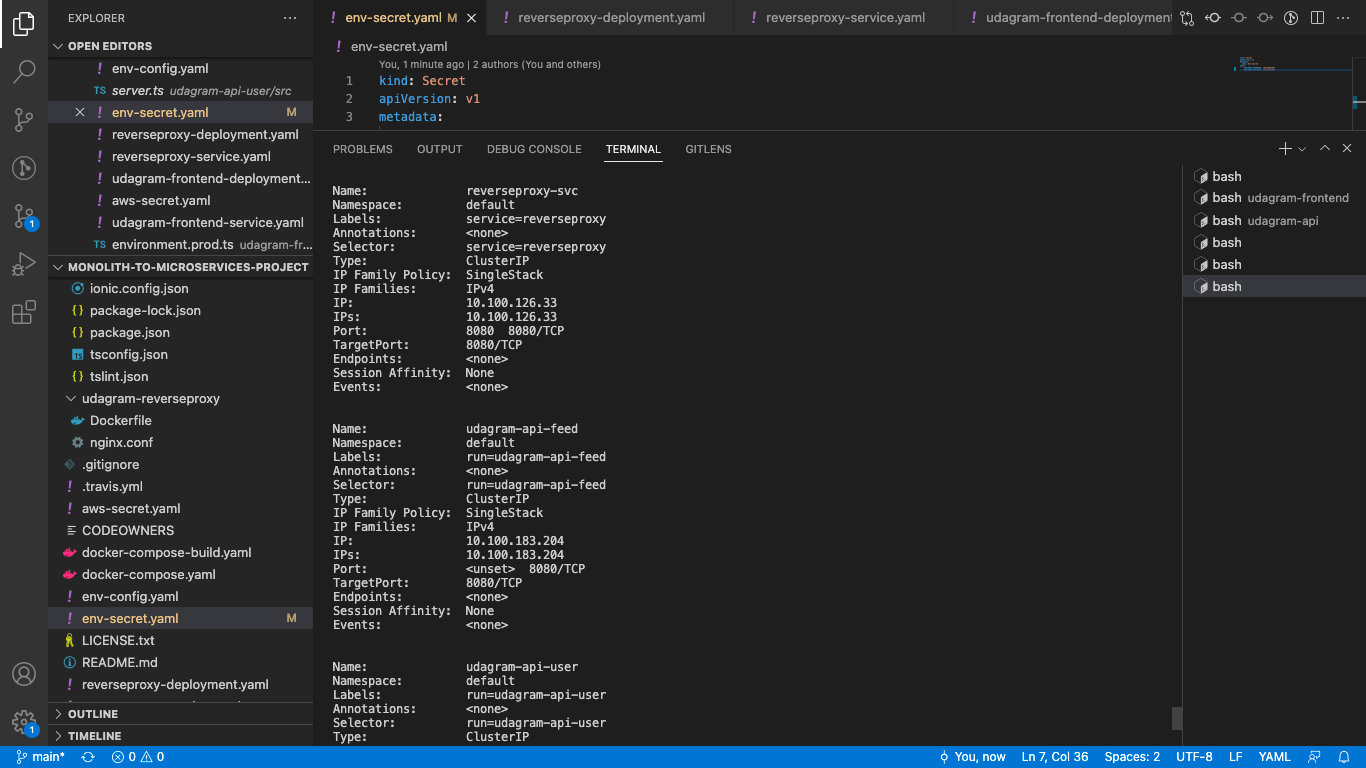 EXPLORER
OPEN EDITORS
env-config.yaml
TS server.ts udagram-api-user/src
env-secret.yaml M
reverseproxy-deployment.yaml
reverseproxy-service.yaml
udagram-frontend-deployment...
aws-secret.yaml
udagram-frontend-service.yaml
TS environment.prod.ts udagram-fr...
MONOLITH-TO-MICROSERVICES-PROJECT
ionic.config.json
package-lock.json
package.json
tsconfig.json
tslint.json
udagram-reverseproxy
Dockerfile
nginx.conf
.gitignore
.travis.yml
aws-secret.yaml
CODEOWNERS
docker-compose-build.yaml
docker-compose.yaml
env-config.yaml
env-secret.yaml M
LICENSE.txt
README.md
reverseproxy-deployment.yaml
OUTLINE
TIMELINE
1
1
env-secret.yaml M
reverseproxy-deployment.yaml
reverseproxy-service.yaml
udagram-frontend-deployment
env-secret.yaml
You, 1 minute ago | 2 authors (You and others)
1 kind: Secret
2 apiVersion: v1
3 metadata:
PROBLEMS OUTPUT DEBUG CONSOLE TERMINAL GITLENS
Name: reverseproxy-svc
Namespace: default
Labels: service=reverseproxy
Annotations: <none>
Selector: service=reverseproxy
Type: ClusterIP
IP Family Policy: SingleStack
IP Families: IPv4
IP: 10.100.126.33
IPs: 10.100.126.33
Port: 8080 8080/TCP
TargetPort: 8080/TCP
Endpoints: <none>
Session Affinity: None
Events: <none>
Name: udagram-api-feed
Namespace: default
Labels: run=udagram-api-feed
Annotations: <none>
Selector: run=udagram-api-feed
Type: ClusterIP
IP Family Policy: SingleStack
IP Families: IPv4
IP: 10.100.183.204
IPs: 10.100.183.204
Port: <unset> 8080/TCP
TargetPort: 8080/TCP
Endpoints: <none>
Session Affinity: None
Events: <none>
Name: udagram-api-user
Namespace: default
Labels: run=udagram-api-user
Annotations: <none>
Selector: run=udagram-api-user
Type: ClusterIP
bash
bash udagram-frontend
bash udagram-api
bash
bash
bash
main* 0 0 You, now Ln 7, Col 36 Spaces: 2 UTF-8 LF YAML